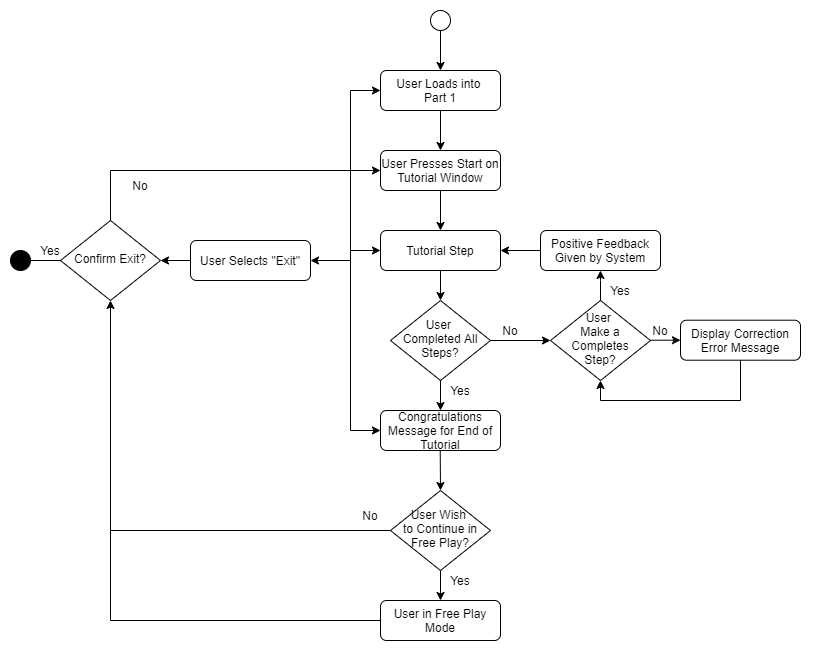 User Loads into
Part 1
User Presses Start on
Tutorial Window
No
Yes
Confirm Exit?
User Selects "Exit"
Tutorial Step
Positive Feedback
Given by System
Yes
User
Completed All
Steps?
No
User
Make a
Completes
Step?
No
Display Correction
Error Message
Yes
Congratulations
Message for End of
Tutorial
No
User Wish
to Continue in
Free Play?
Yes
User in Free Play
Mode